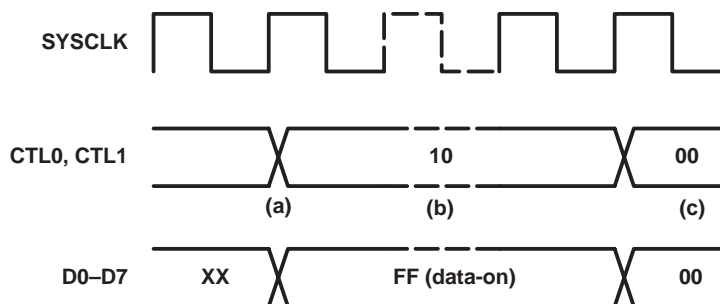 SYSCLK
CTL0, CTL1 10 00
(a) (b) (c)
D0–D7 XX FF (data-on) 00